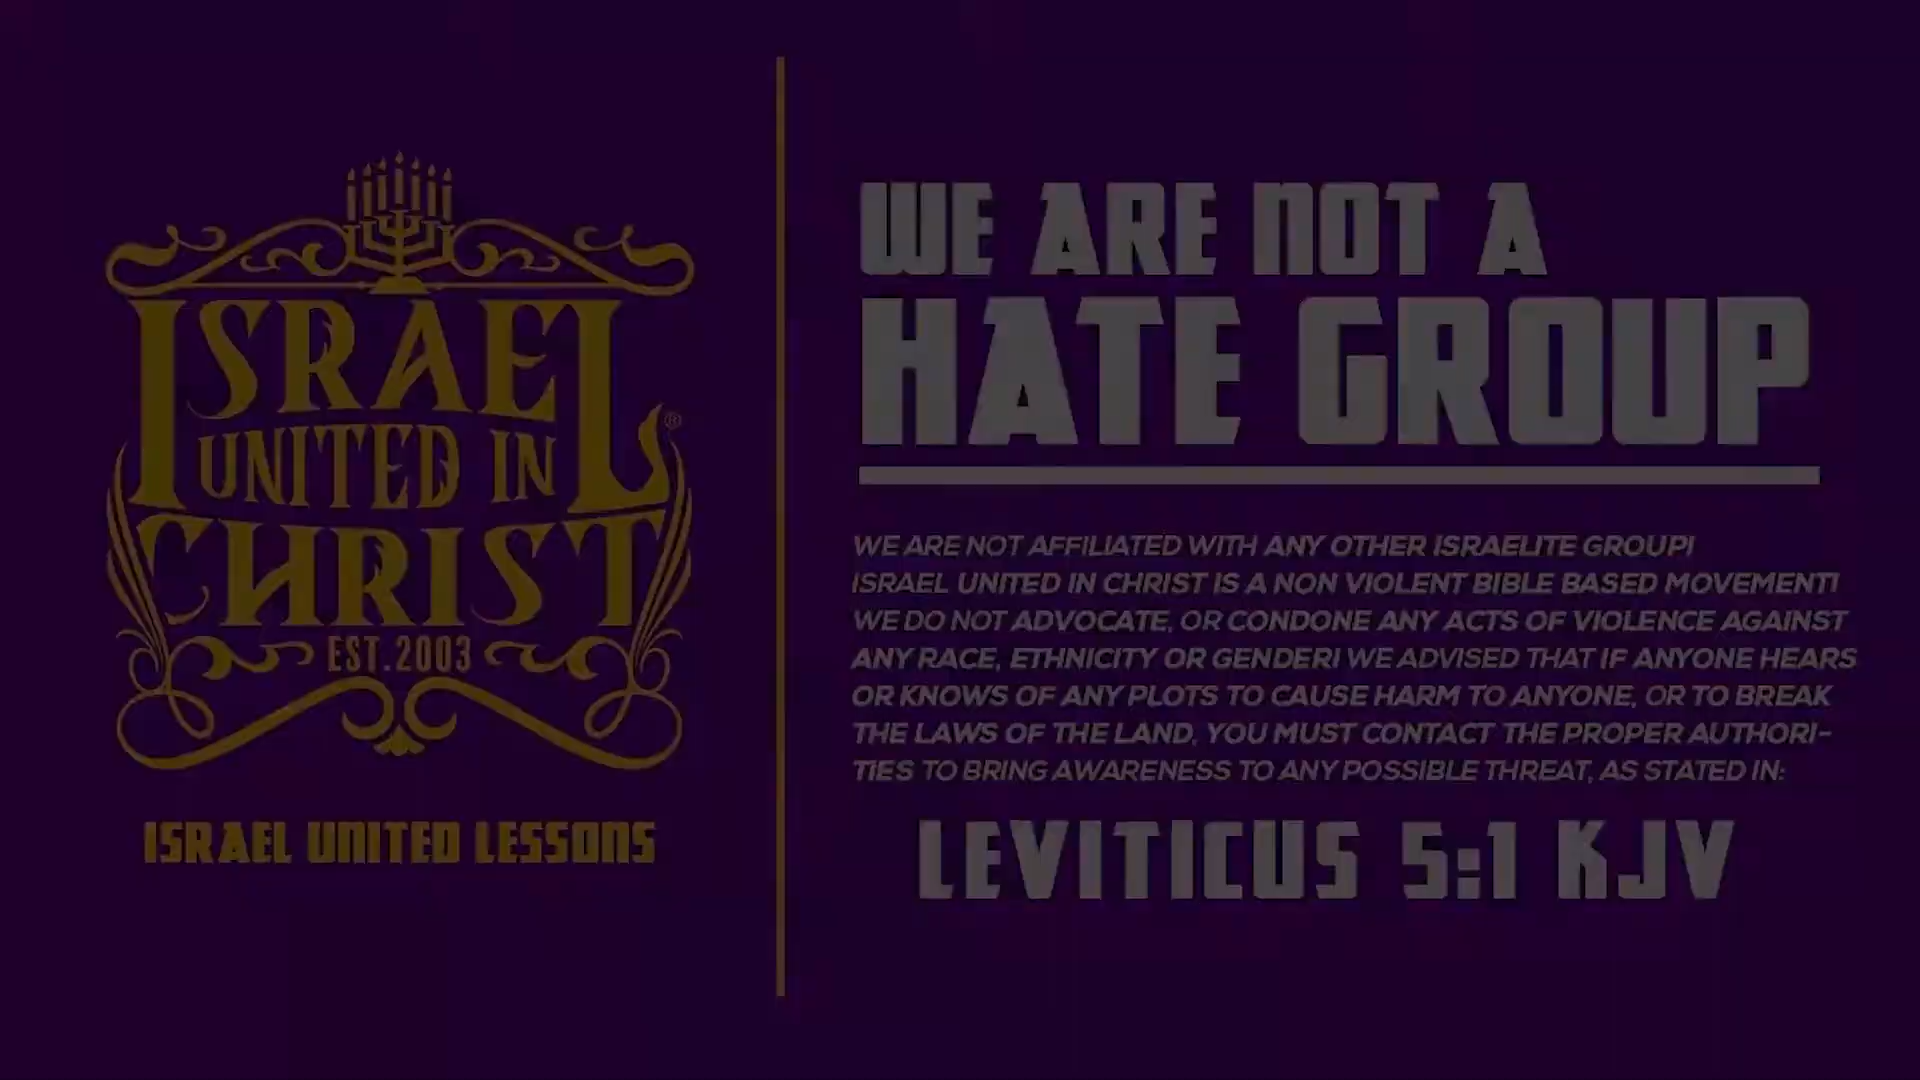 ISRAEL
UNITED IN
CHRIST
®
EST.2003
ISRAEL UNITED LESSONS
WE ARE NOT A
HATE GROUP
WE ARE NOT AFFILIATED WITH ANY OTHER ISRAELITE GROUP!
ISRAEL UNITED IN CHRIST IS A NON VIOLENT BIBLE BASED MOVEMENT!
WE DO NOT ADVOCATE, OR CONDONE ANY ACTS OF VIOLENCE AGAINST
ANY RACE, ETHNICITY OR GENDER! WE ADVISED THAT IF ANYONE HEARS
OR KNOWS OF ANY PLOTS TO CAUSE HARM TO ANYONE, OR TO BREAK
THE LAWS OF THE LAND, YOU MUST CONTACT THE PROPER AUTHORI-
TIES TO BRING AWARENESS TO ANY POSSIBLE THREAT, AS STATED IN:
LEVITICUS 5:1 KJV